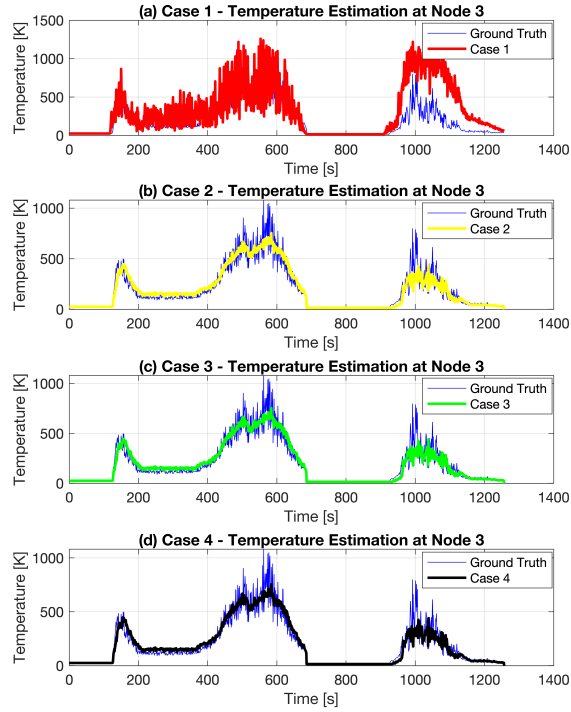 (a) Case 1 - Temperature Estimation at Node 3
Temperature [K]
1500
1000
500
0
Ground Truth
Case 1
0 200 400 600 800 1000 1200 1400
Time [s]
(b) Case 2 - Temperature Estimation at Node 3
Temperature [K]
1000
500
0
Ground Truth
Case 2
0 200 400 600 800 1000 1200 1400
Time [s]
(c) Case 3 - Temperature Estimation at Node 3
Temperature [K]
1000
500
0
Ground Truth
Case 3
0 200 400 600 800 1000 1200 1400
Time [s]
(d) Case 4 - Temperature Estimation at Node 3
Temperature [K]
1000
500
0
Ground Truth
Case 4
0 200 400 600 800 1000 1200 1400
Time [s]